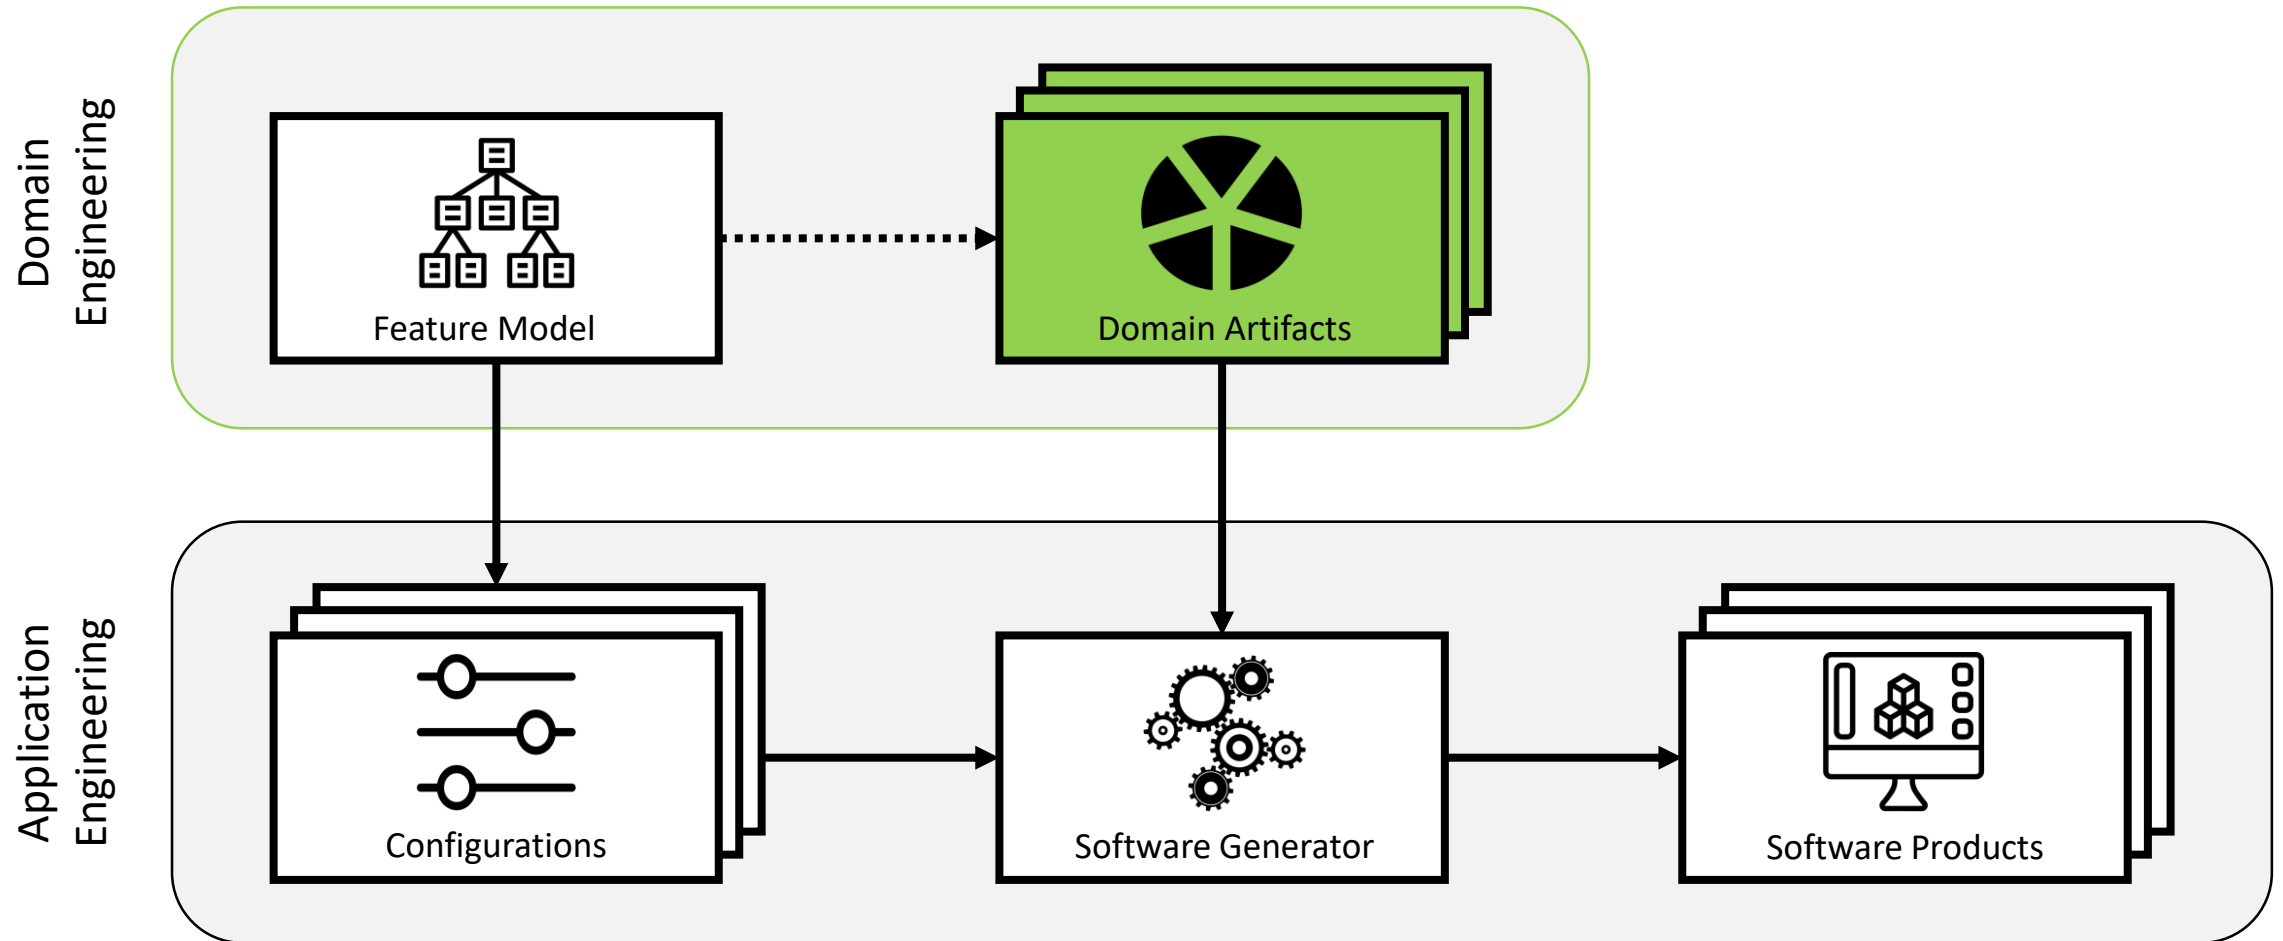 Domain
Engineering
Feature Model
Domain Artifacts
Application
Engineering
Configurations
Software Generator
Software Products